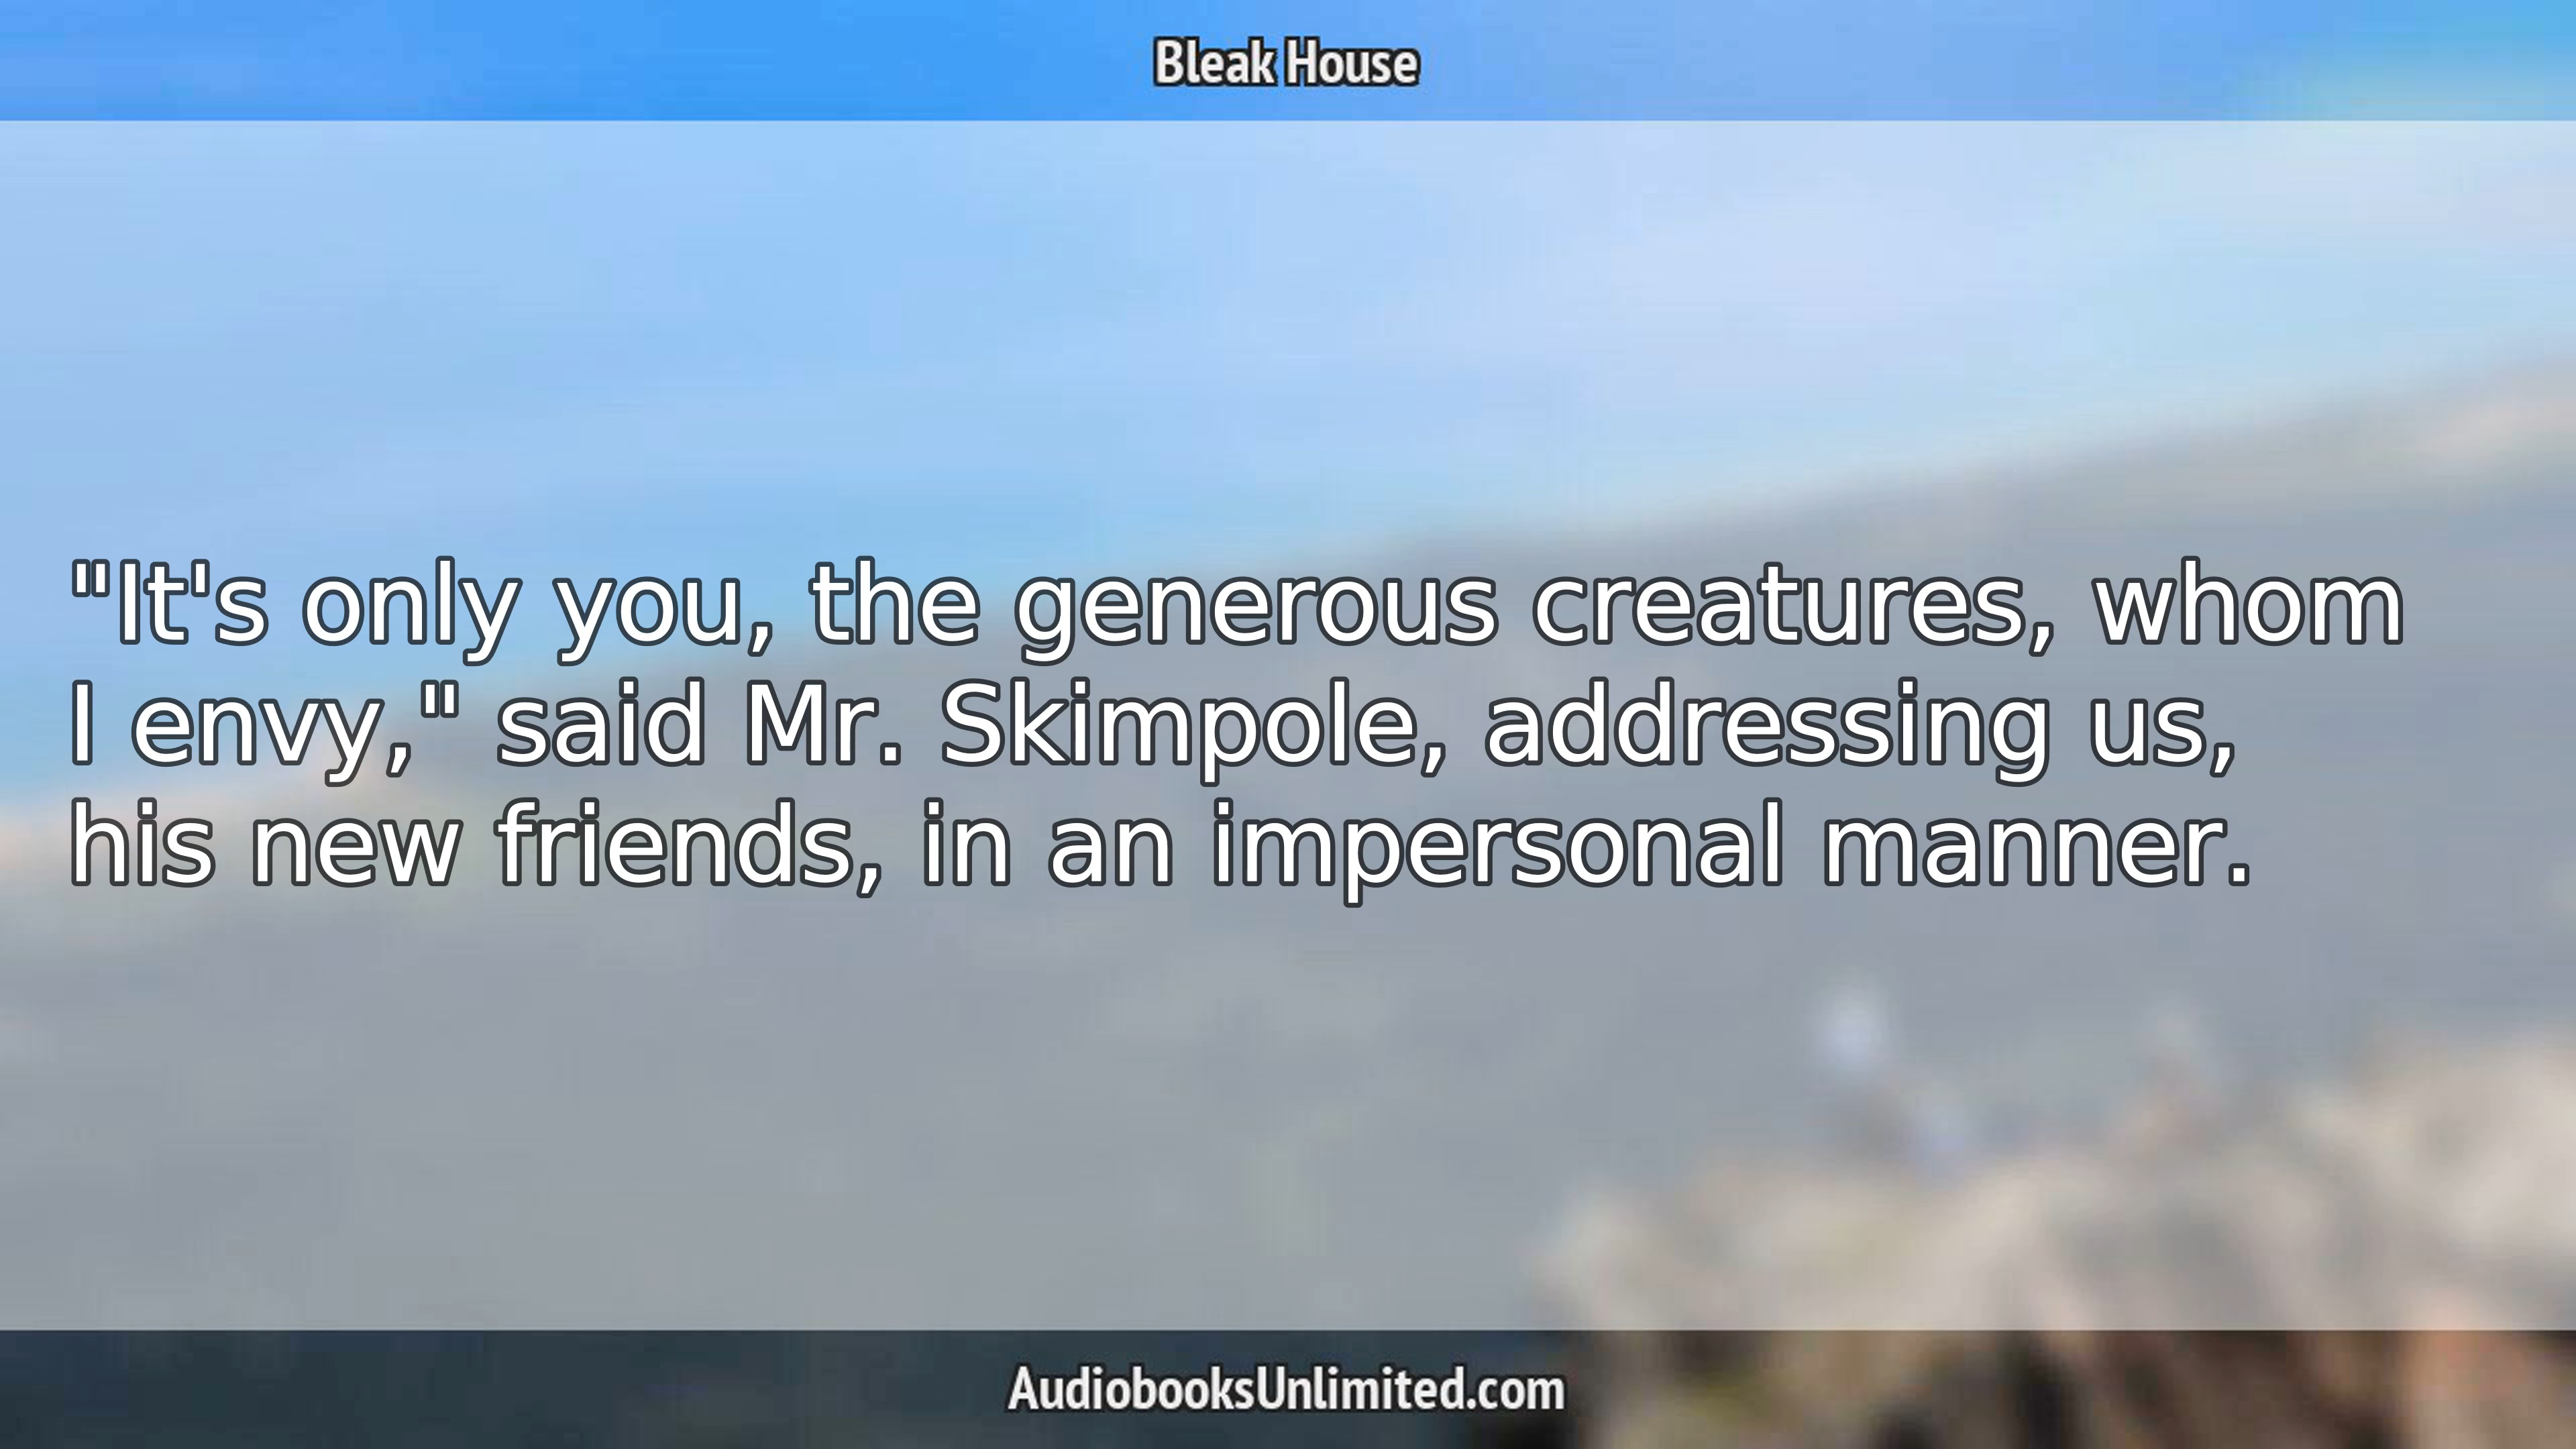 Bleak House
"It's only you, the generous creatures, whom
I envy," said Mr. Skimpole, addressing us,
his new friends, in an impersonal manner.
AudiobooksUnlimited.com